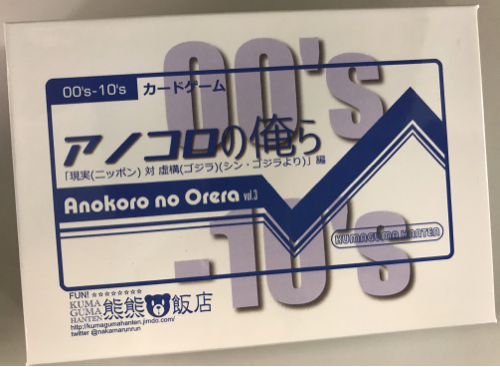 00's
00's-10's カードゲーム
アノコロの俺ら
「現実(ニッポン) 対 虚構(ゴジラ)(シン・ゴジラより)」編
Anokoro no Orera vol.3
KUMAGUMA HANTEN
-10's
FUN! ********
KUMA GUMA HANTEN 熊熊飯店
http://kumagumahanten.jimdo.com/
twitter @nakamarunrun